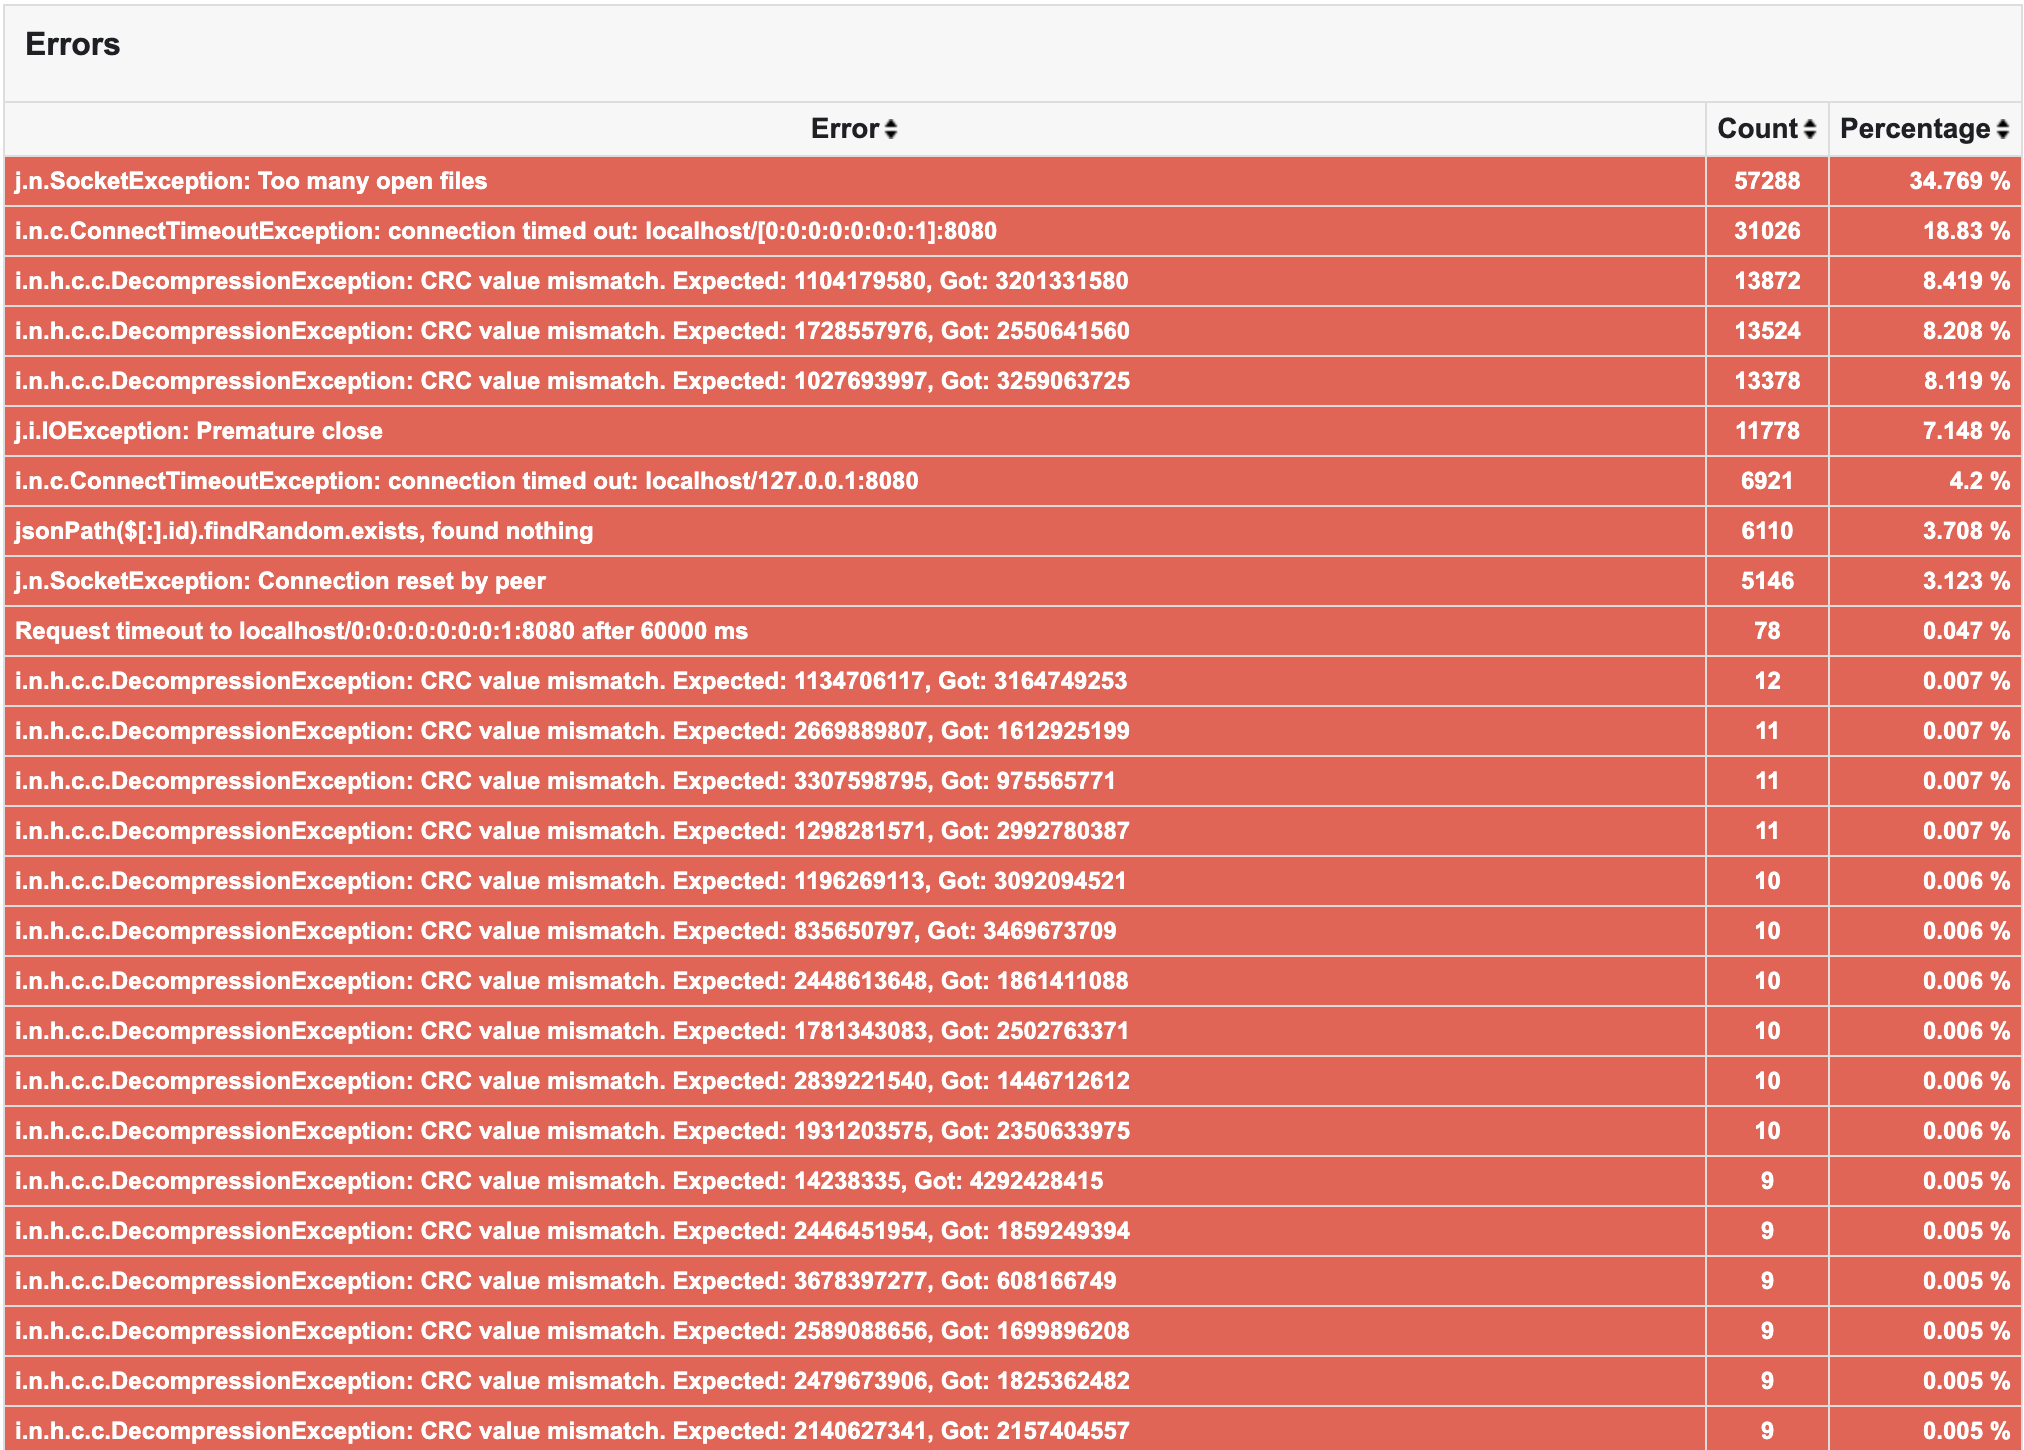 Errors
Error Count Percentage
j.n.SocketException: Too many open files 57288 34.769 %
i.n.c.ConnectTimeoutException: connection timed out: localhost/[0:0:0:0:0:0:0:1]:8080 31026 18.83 %
i.n.h.c.c.DecompressionException: CRC value mismatch. Expected: 1104179580, Got: 3201331580 13872 8.419 %
i.n.h.c.c.DecompressionException: CRC value mismatch. Expected: 1728557976, Got: 2550641560 13524 8.208 %
i.n.h.c.c.DecompressionException: CRC value mismatch. Expected: 1027693997, Got: 3259063725 13378 8.119 %
j.i.IOException: Premature close 11778 7.148 %
i.n.c.ConnectTimeoutException: connection timed out: localhost/127.0.0.1:8080 6921 4.2 %
jsonPath($[:].id).findRandom.exists, found nothing 6110 3.708 %
j.n.SocketException: Connection reset by peer 5146 3.123 %
Request timeout to localhost/0:0:0:0:0:0:0:1:8080 after 60000 ms 78 0.047 %
i.n.h.c.c.DecompressionException: CRC value mismatch. Expected: 1134706117, Got: 3164749253 12 0.007 %
i.n.h.c.c.DecompressionException: CRC value mismatch. Expected: 2669889807, Got: 1612925199 11 0.007 %
i.n.h.c.c.DecompressionException: CRC value mismatch. Expected: 3307598795, Got: 975565771 11 0.007 %
i.n.h.c.c.DecompressionException: CRC value mismatch. Expected: 1298281571, Got: 2992780387 11 0.007 %
i.n.h.c.c.DecompressionException: CRC value mismatch. Expected: 1196269113, Got: 3092094521 10 0.006 %
i.n.h.c.c.DecompressionException: CRC value mismatch. Expected: 835650797, Got: 3469673709 10 0.006 %
i.n.h.c.c.DecompressionException: CRC value mismatch. Expected: 2448613648, Got: 1861411088 10 0.006 %
i.n.h.c.c.DecompressionException: CRC value mismatch. Expected: 1781343083, Got: 2502763371 10 0.006 %
i.n.h.c.c.DecompressionException: CRC value mismatch. Expected: 2839221540, Got: 1446712612 10 0.006 %
i.n.h.c.c.DecompressionException: CRC value mismatch. Expected: 1931203575, Got: 2350633975 10 0.006 %
i.n.h.c.c.DecompressionException: CRC value mismatch. Expected: 14238335, Got: 4292428415 9 0.005 %
i.n.h.c.c.DecompressionException: CRC value mismatch. Expected: 2446451954, Got: 1859249394 9 0.005 %
i.n.h.c.c.DecompressionException: CRC value mismatch. Expected: 3678397277, Got: 608166749 9 0.005 %
i.n.h.c.c.DecompressionException: CRC value mismatch. Expected: 2589088656, Got: 1699896208 9 0.005 %
i.n.h.c.c.DecompressionException: CRC value mismatch. Expected: 2479673906, Got: 1825362482 9 0.005 %
i.n.h.c.c.DecompressionException: CRC value mismatch. Expected: 2140627341, Got: 2157404557 9 0.005 %